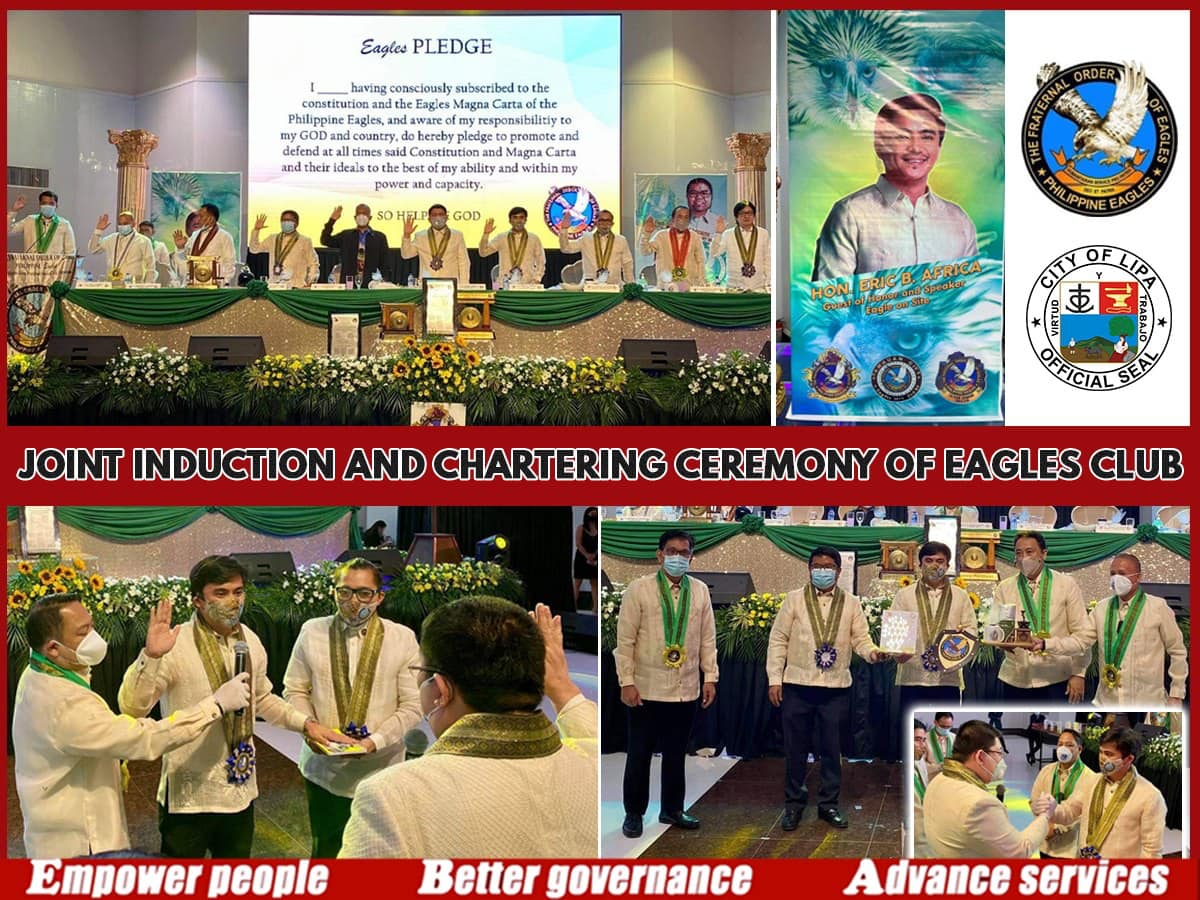 Eagles PLEDGE
I _____ having consciously subscribed to the
constitution and the Eagles Magna Carta of the
Philippine Eagles, and aware of my responsibilitiy to
my GOD and country, do hereby pledge to promote and
defend at all times said Constitution and Magna Carta
and their ideals to the best of my ability and within my
power and capacity.
SO HELP ME GOD
HON. ERIC B. AFRICA
Guest of Honor and Speaker
Eagle on Site
THE FRATERNAL ORDER OF EAGLES
PHILIPPINE EAGLES
CITY OF LIPA
VIRTUD Y TRABAJO
OFFICIAL SEAL
JOINT INDUCTION AND CHARTERING CEREMONY OF EAGLES CLUB
Empower people
Better governance
Advance services